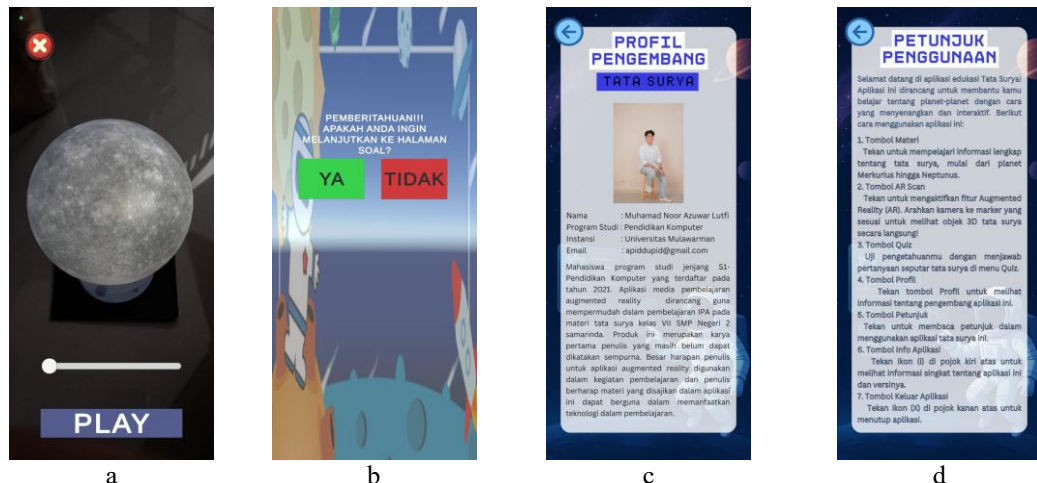 PLAY
a
PEMBERITAHUAN!!!
APAKAH ANDA INGIN
MELANJUTKAN KE HALAMAN
SOAL?
YA TIDAK
b
PROFIL
PENGEMBANG
TATA SURYA
Nama : Muhamad Noor Azuwar Lutfi
Program Studi : Pendidikan Komputer
Instansi : Universitas Mulawarman
Email : apiddupid@gmail.com
Mahasiswa program studi jenjang S1-
Pendidikan Komputer yang terdaftar pada
tahun 2021. Aplikasi media pembelajaran
augmented reality dirancang guna
mempermudah dalam pembelajaran IPA pada
materi tata surya kelas VII SMP Negeri 2
samarinda. Produk ini merupakan karya
pertama penulis yang masih belum dapat
dikatakan sempurna. Besar harapan penulis
untuk aplikasi augmented reality digunakan
dalam kegiatan pembelajaran dan penulis
berharap materi yang disajikan dalam aplikasi
ini dapat berguna dalam memanfaatkan
teknologi dalam pembelajaran.
c
PETUNJUK
PENGGUNAAN
Selamat datang di aplikasi edukasi Tata Surya!
Aplikasi ini dirancang untuk membantu kamu
belajar tentang planet-planet dengan cara
yang menyenangkan dan interaktif. Berikut
cara menggunakan aplikasi ini:
1. Tombol Materi
Tekan untuk mempelajari informasi lengkap
tentang tata surya, mulai dari planet
Merkurius hingga Neptunus.
2. Tombol AR Scan
Tekan untuk mengaktifkan fitur Augmented
Reality (AR). Arahkan kamera ke marker yang
sesuai untuk melihat objek 3D tata surya
secara langsung!
3. Tombol Quiz
Uji pengetahuanmu dengan menjawab
pertanyaan seputar tata surya di menu Quiz.
4. Tombol Profil
Tekan tombol Profil untuk melihat
informasi tentang pengembang aplikasi ini.
5. Tombol Petunjuk
Tekan untuk membaca petunjuk dalam
menggunakan aplikasi tata surya ini.
6. Tombol Info Aplikasi
Tekan ikon (i) di pojok kiri atas untuk
melihat informasi singkat tentang aplikasi ini
dan versinya.
7. Tombol Keluar Aplikasi
Tekan ikon (X) di pojok kanan atas untuk
menutup aplikasi.
d